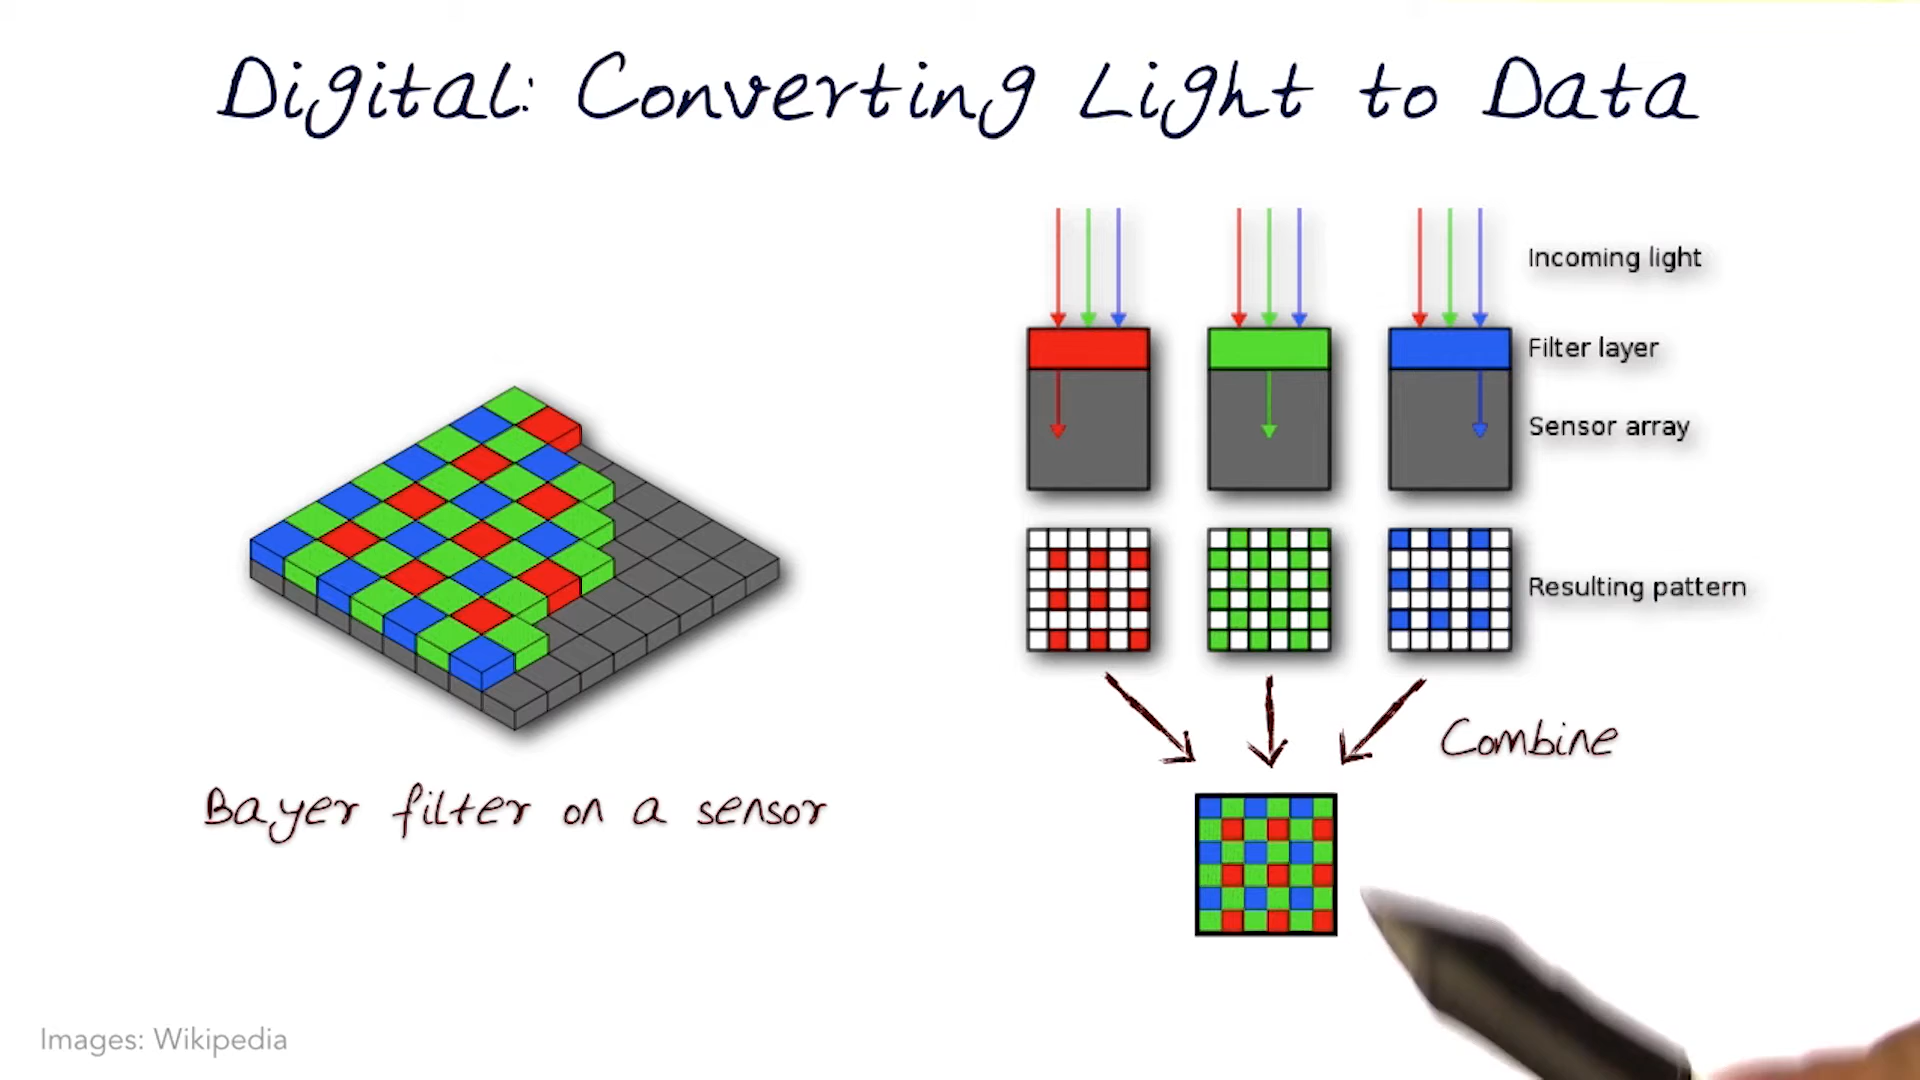 Digital: Converting Light to Data
Incoming light
Filter layer
Sensor array
Resulting pattern
Combine
Bayer filter on a sensor
Images: Wikipedia